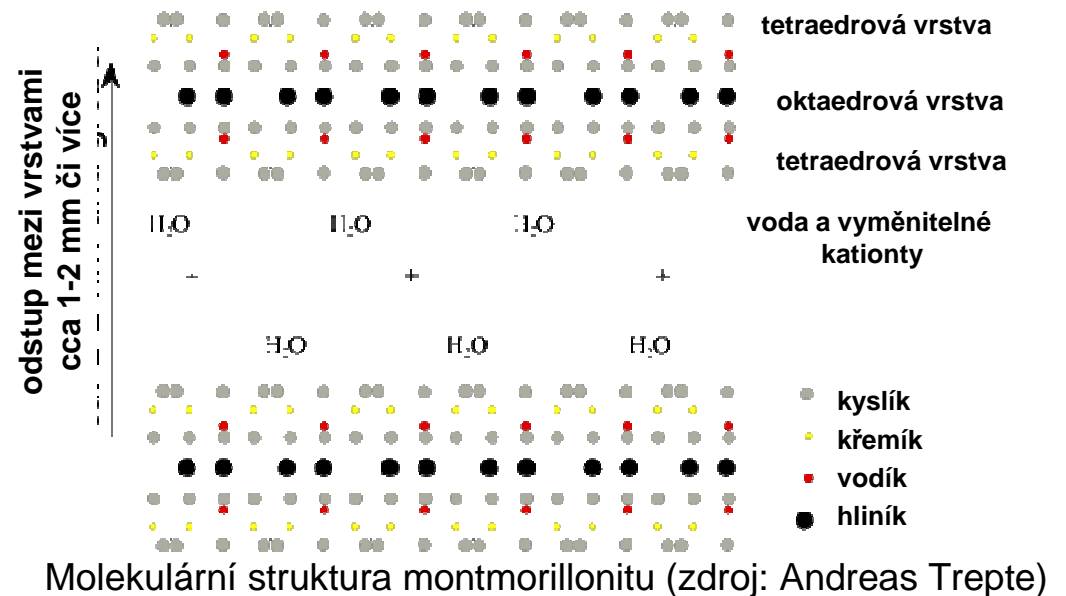 tetraedrová vrstva
oktaedrová vrstva
tetraedrová vrstva
odstup mezi vrstvami
cca 1-2 mm či více
H₂O H₂O H₂O
voda a vyměnitelné
kationty
+ + +
H₂O H₂O H₂O
kyslík
křemík
vodík
hliník
Molekulární struktura montmorillonitu (zdroj: Andreas Trepte)